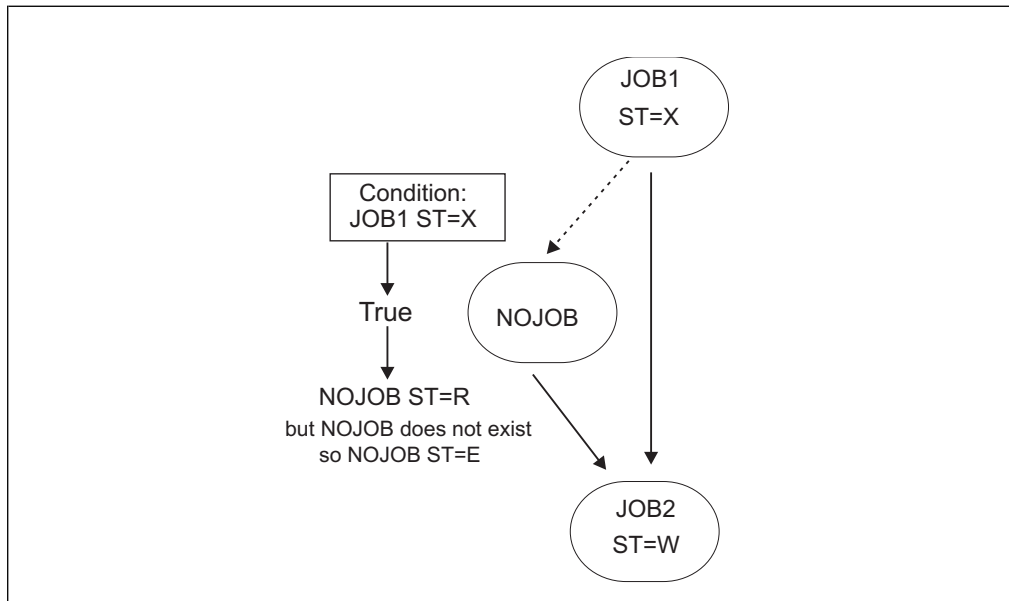 JOB1
ST=X
Condition:
JOB1 ST=X
True
NOJOB
NOJOB ST=R
but NOJOB does not exist
so NOJOB ST=E
JOB2
ST=W